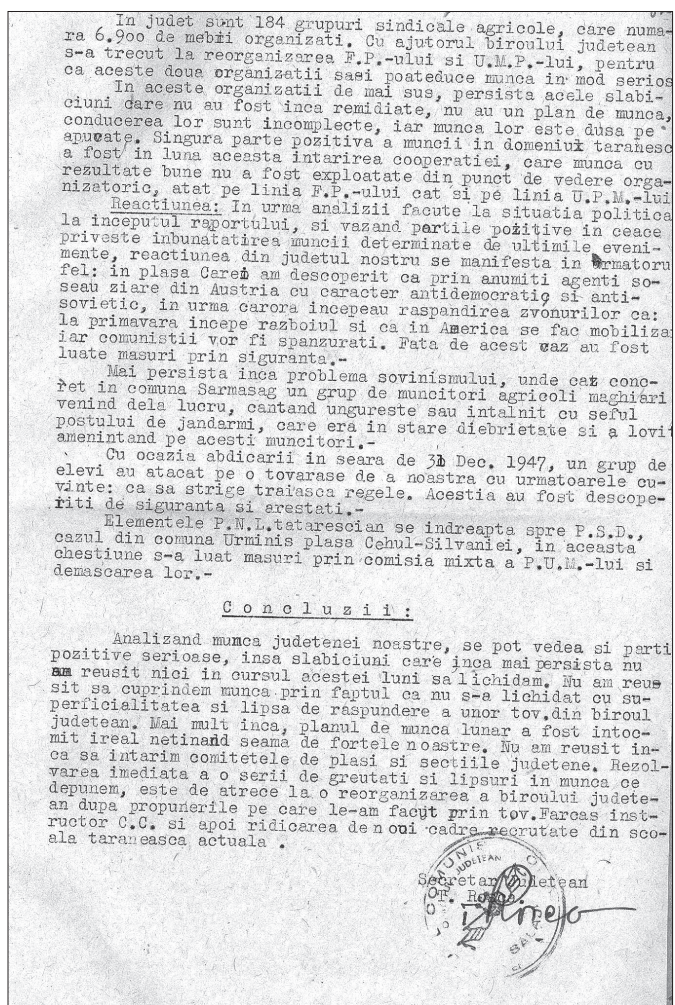 In judet sunt 184 grupuri sindicale agricole, care numa-
ra 6.900 de mebrii organizati. Cu ajutorul biroului judetean
s-a trecut la reorganizarea F.P.-ului si U.M.P.-lui, pentru
ca aceste doua organizatii sasi poateduce munca in mod serios
In aceste organizatii de mai sus, persista acele slabi-
ciuni care nu au fost inca remidiate, nu au un plan de munca,
conducerea lor sunt incomplecte, iar munca lor este dusa pe
apucate. Singura parte pozitiva a muncii in domeniul taranesc
a fost in luna aceasta intarirea cooperatiei, care munca cu
rezultate bune nu a fost exploatate din punct de vedere orga-
nizatoric, atat pe linia F.P.-ului cat si pe linia U.P.M.-lui
Reactiunea: In urma analizii facute la situatia politica
la inceputul raportului, si vazand partile pozitive in ceace
priveste inbunatatirea muncii determinate de ultimile eveni-
mente, reactiunea din judetul nostru se manifesta in urmatoru
fel: in plasa Carei am descoperit ca prin anumiti agenti so-
seau ziare din Austria cu caracter antidemocratic si anti-
sovietic, in urma carora incepeau raspandirea zvonurilor ca:
la primavara incepe razboiul si ca in America se fac mobiliza
iar comunistii vor fi spanzurati. Fata de acest caz au fost
luate masuri prin siguranta.-
Mai persista inca problema sovinismului, unde caz conc-
ret in comuna Sarmasag un grup de muncitori agricoli maghiari
venind dela lucru, cantand ungureste sau intalnit cu seful
postului de jandarmi, care era in stare diebrietate si a lovit
amenintand pe acesti muncitori.-
Cu ocazia abdicarii in seara de 31 Dec. 1947, un grup de
elevi au atacat pe o tovarase de a noastra cu urmatoarele cu-
vinte: ca sa strige traiasca regele. Acestia au fost descope-
riti de siguranta si arestati.-
Elementele P.N.L.tatarescian se indreapta spre P.S.D.,
cazul din comuna Urminis plasa Cehul-Silvaniei, in aceasta
chestiune s-a luat masuri prin comisia mixta a P.U.M.-lui si
demascarea lor.-
Concluzii:
Analizand munca judetenei noastre, se pot vedea si parti
pozitive serioase, insa slabiciuni care inca maipersista nu
am reusit nici in cursul acestei luni sa lichidam. Nu am reus
sit sa cuprindem munca prin faptul ca nu s-a lichidat cu su-
perficialitatea si lipsa de raspundere a unor tov.din biroul
judetean. Mai mult inca, planul de munca lunar a fost intoc-
mit ireal netinand seama de fortele noastre. Nu am reusit in-
ca sa intarim comitetele de plasi si sectiile judetene. Rezol-
varea imediata a o serii de greutati si lipsuri in munca ce
depunem, este de atrece la o reorganizare a biroului judete-
an dupa propunerile pe care le-am facut prin tov.Farcas inst-
ructor C.C. si apoi ridicarea de noui cadre recrutate din sco-
ala taraneasca actuala .
Secretar Judetean
T. Rosca
COMUNIS
JUDETEAN
SALAJ